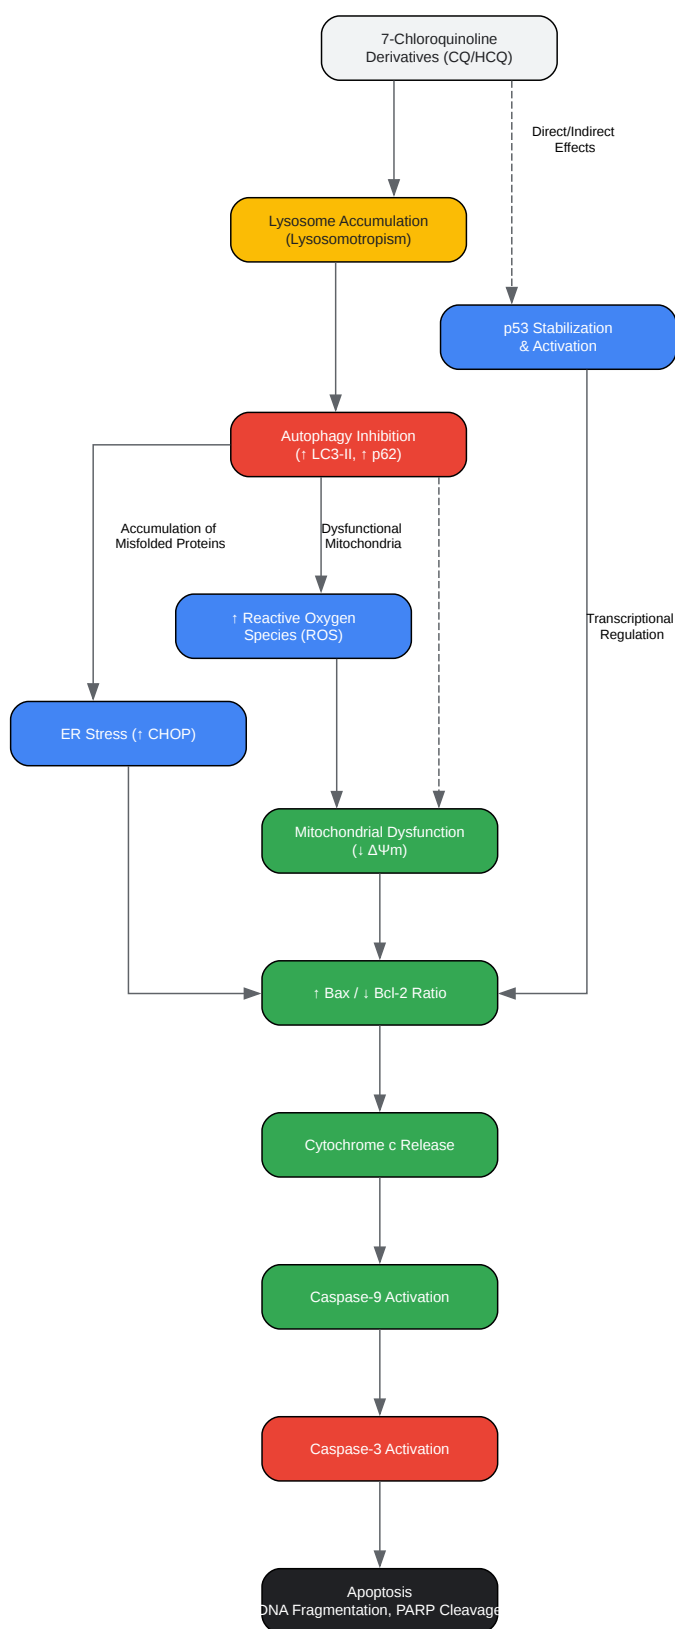 7-Chloroquinoline
Derivatives (CQ/HCQ)
Direct/Indirect
Effects
Lysosome Accumulation
(Lysosomotropism)
p53 Stabilization
& Activation
Autophagy Inhibition
(↑ LC3-II, ↑ p62)
Accumulation of
Misfolded Proteins
Dysfunctional
Mitochondria
↑ Reactive Oxygen
Species (ROS)
Transcriptional
Regulation
ER Stress (↑ CHOP)
Mitochondrial Dysfunction
(↓ ΔΨm)
↑ Bax / ↓ Bcl-2 Ratio
Cytochrome c Release
Caspase-9 Activation
Caspase-3 Activation
Apoptosis
DNA Fragmentation, PARP Cleavage